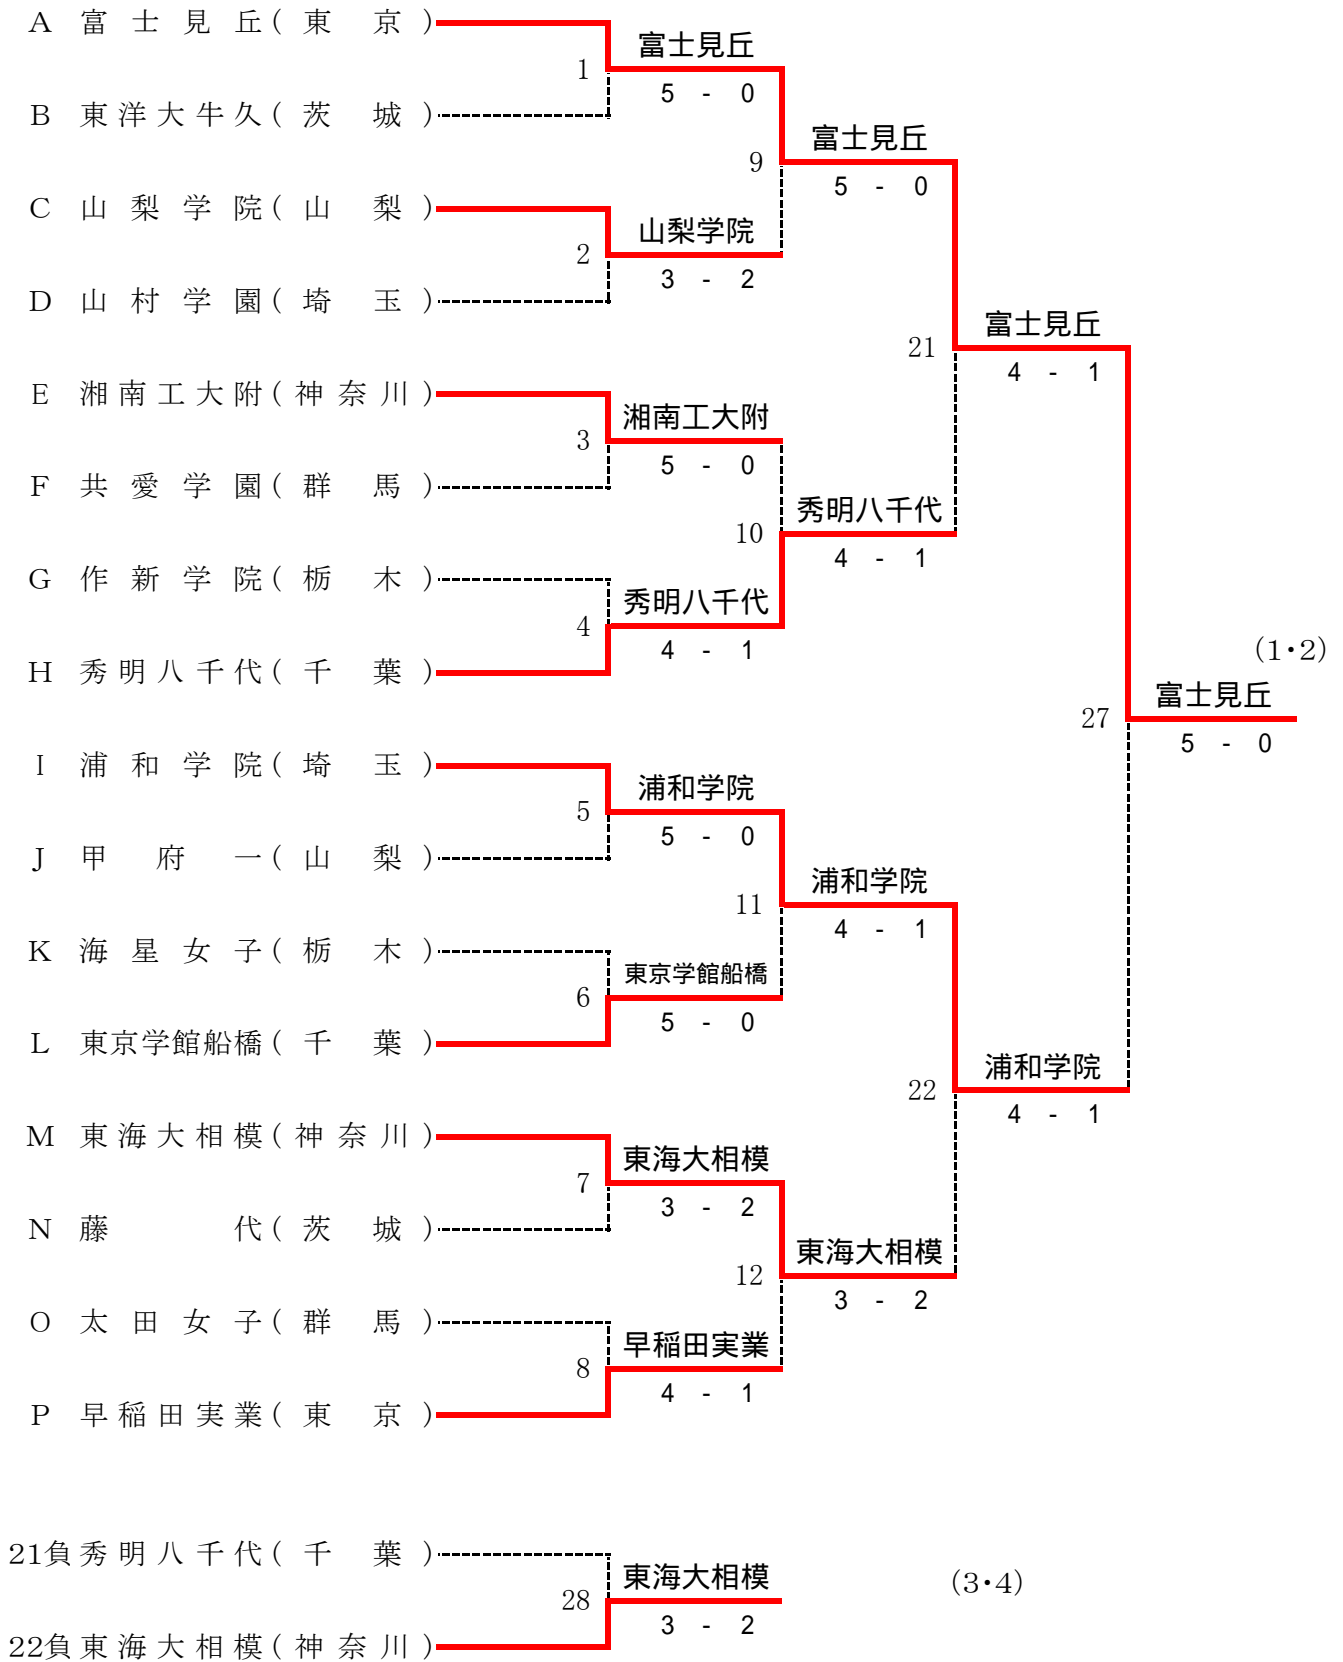 A 富士見丘(東京)
富士見丘
1
5 - 0
B 東洋大牛久(茨城)
富士見丘
9
5 - 0
C 山梨学院(山梨)
山梨学院
2
3 - 2
D 山村学園(埼玉)
富士見丘
21
4 - 1
E 湘南工大附(神奈川)
湘南工大附
3
5 - 0
F 共愛学園(群馬)
秀明八千代
10
4 - 1
G 作新学院(栃木)
秀明八千代
4
4 - 1
H 秀明八千代(千葉)
(1・2)
富士見丘
27
5 - 0
I 浦和学院(埼玉)
浦和学院
5
5 - 0
J 甲府一(山梨)
浦和学院
11
4 - 1
K 海星女子(栃木)
東京学館船橋
6
5 - 0
L 東京学館船橋(千葉)
浦和学院
22
4 - 1
M 東海大相模(神奈川)
東海大相模
7
3 - 2
N 藤代(茨城)
東海大相模
12
3 - 2
O 太田女子(群馬)
早稲田実業
8
4 - 1
P 早稲田実業(東京)
21負 秀明八千代(千葉)
東海大相模
(3・4)
28
3 - 2
22負 東海大相模(神奈川)